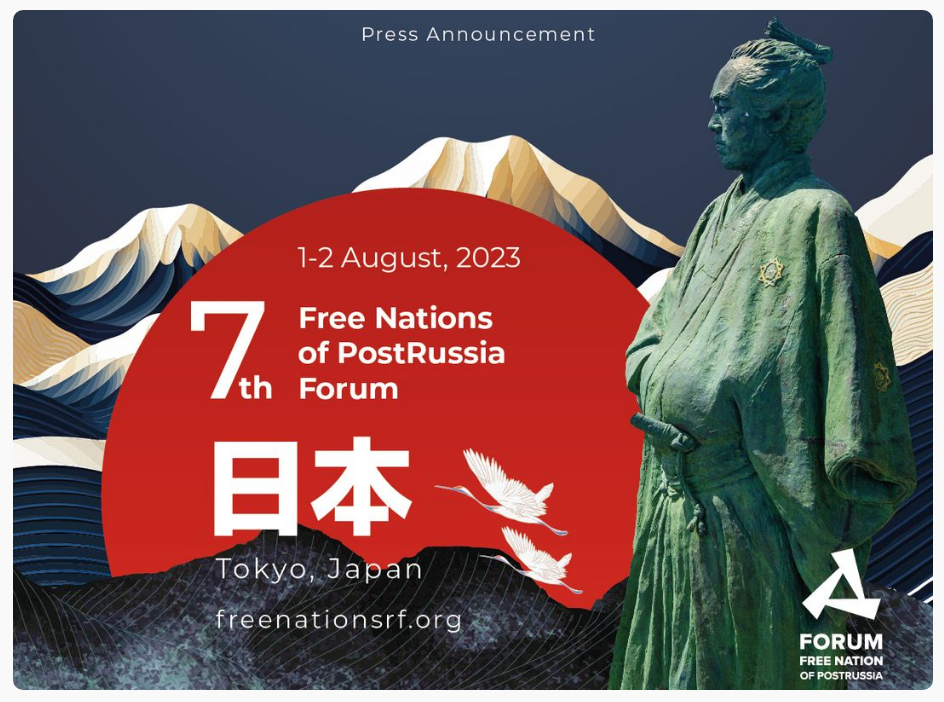 Press Announcement
1-2 August, 2023
7th
Free Nations
of PostRussia
Forum
日本
Tokyo, Japan
freenationsrf.org
FORUM
FREE NATION
OF POSTRUSSIA